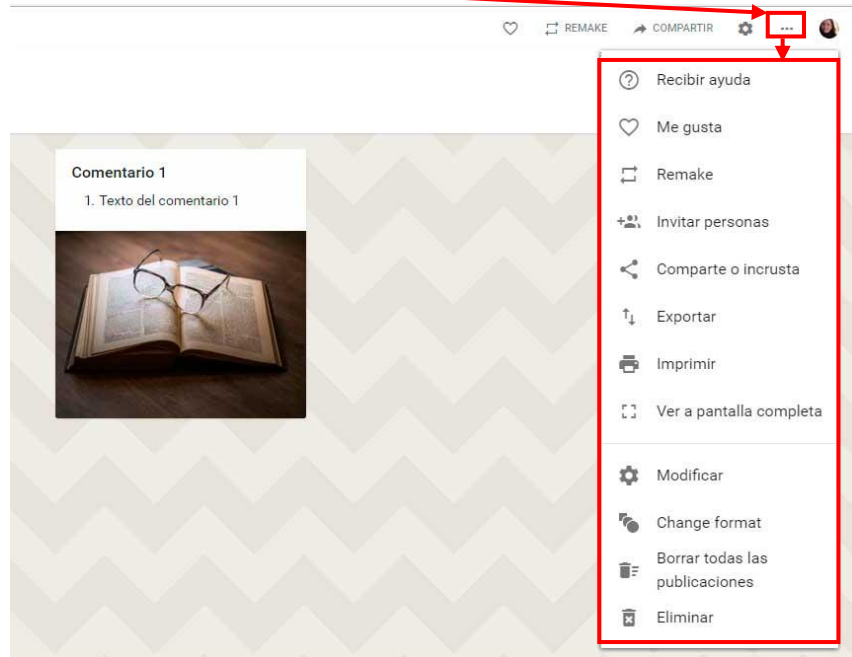 REMAKE COMPARTIR ...
Recibir ayuda
Me gusta
Remake
Invitar personas
Comparte o incrusta
Exportar
Imprimir
Ver a pantalla completa
Modificar
Change format
Borrar todas las
publicaciones
Eliminar
Comentario 1
1. Texto del comentario 1